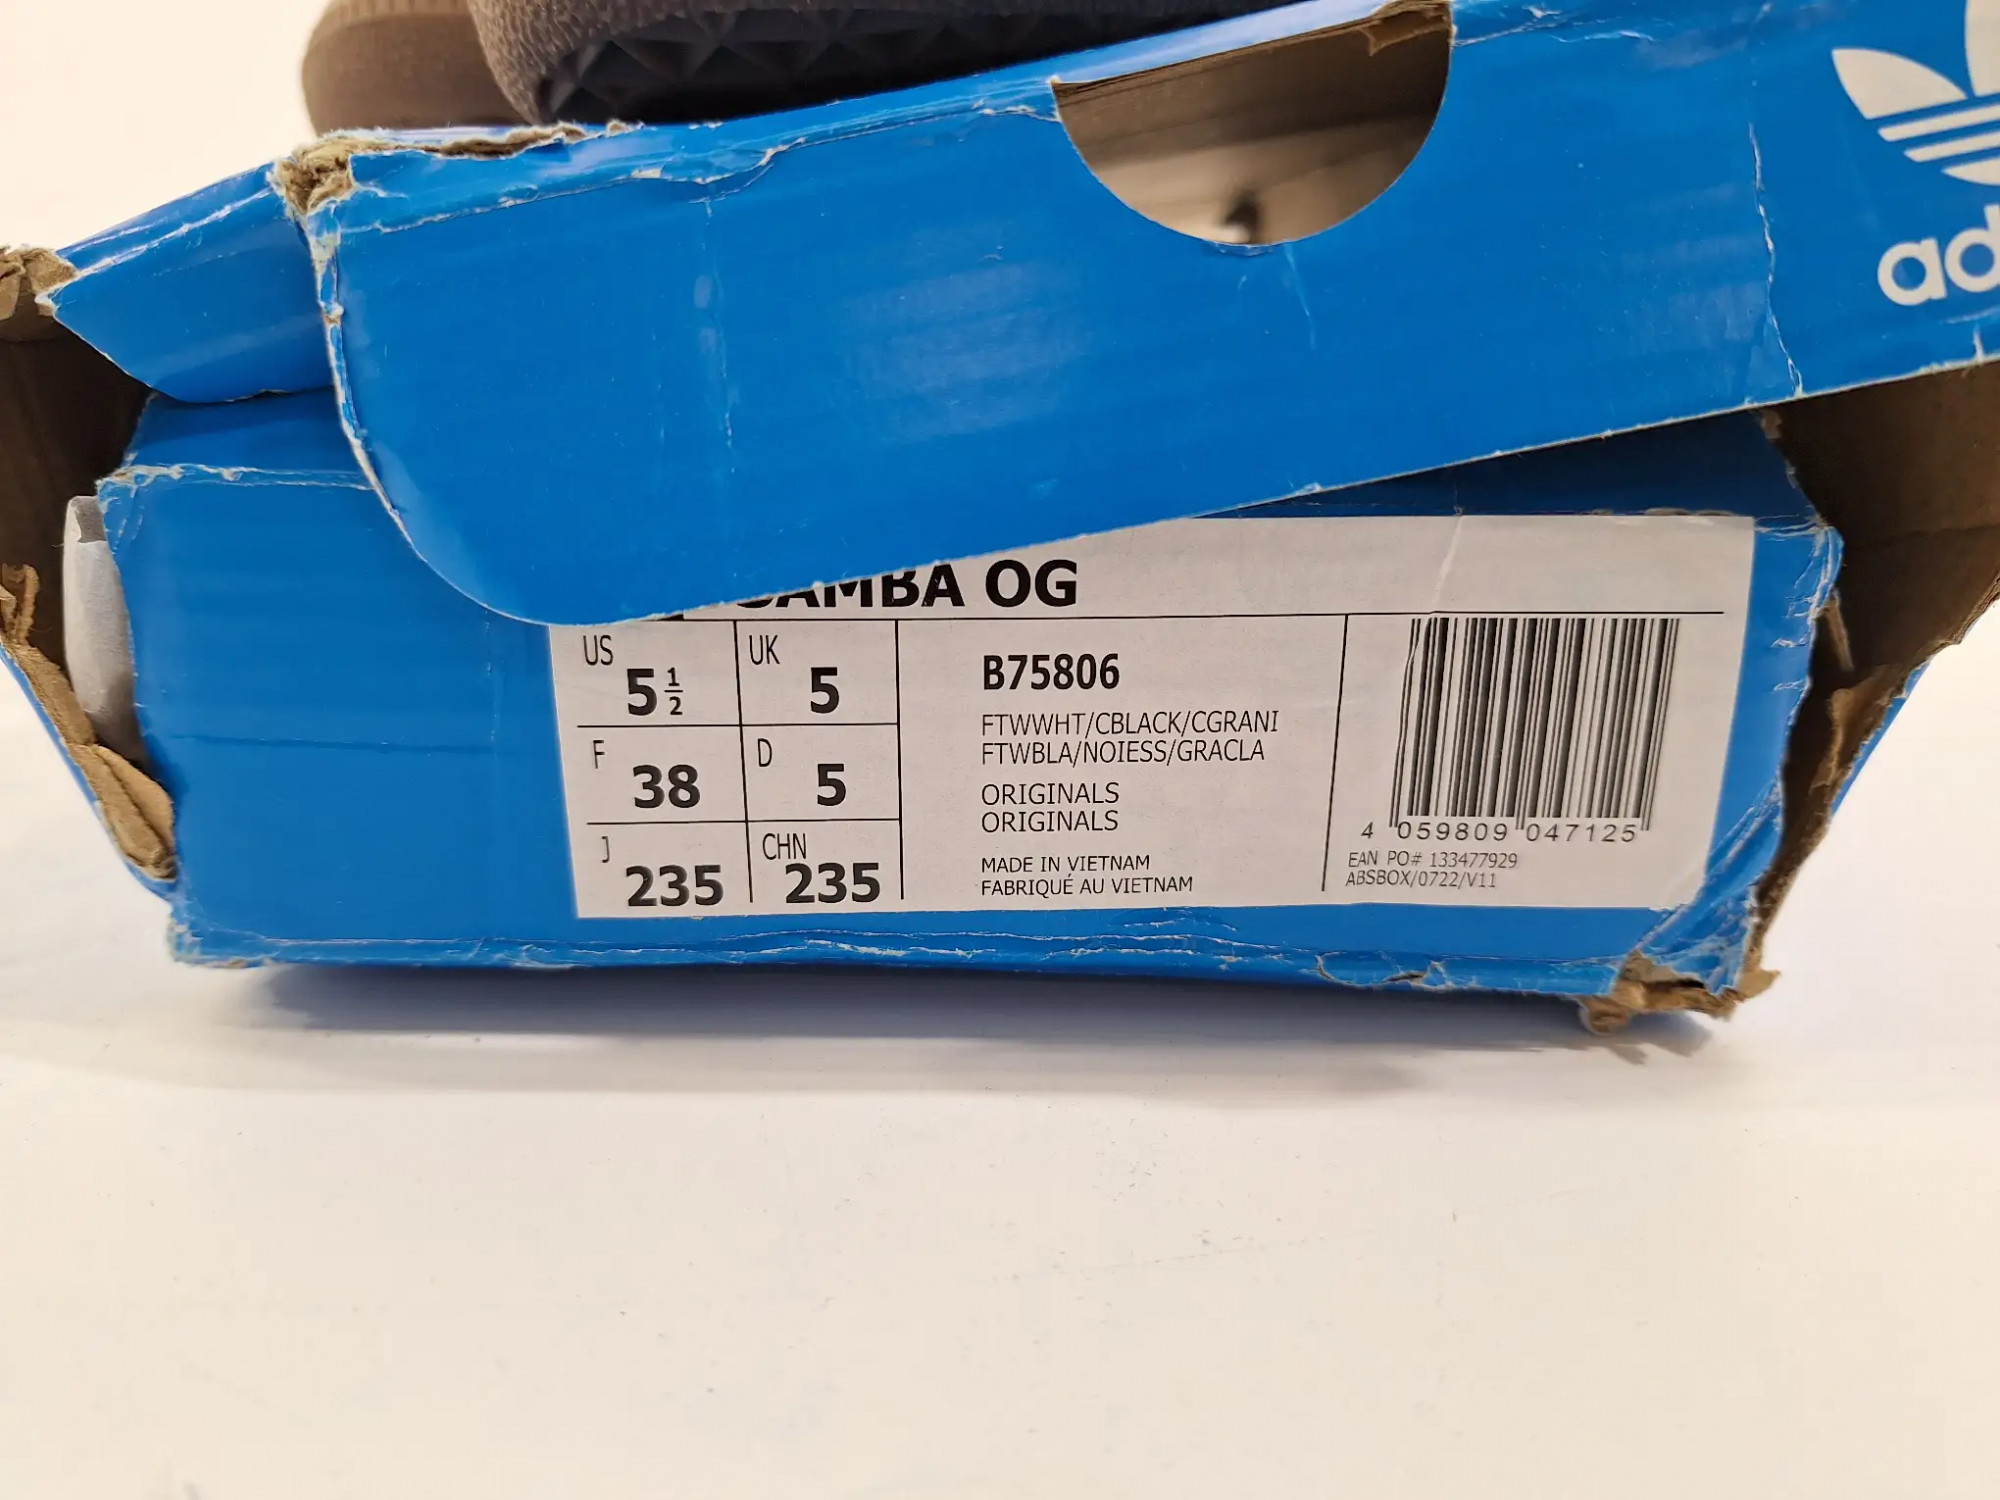 ad
SAMBA OG
US 5 1/2 UK 5
F 38 D 5
J 235 CHN 235
B75806
FTWWHT/CBLACK/CGRANI
FTWBLA/NOIESS/GRACLA
ORIGINALS
ORIGINALS
MADE IN VIETNAM
FABRIQUÉ AU VIETNAM
4 059809 047125
EAN PO# 133477929
ABSBOX/0722/V11